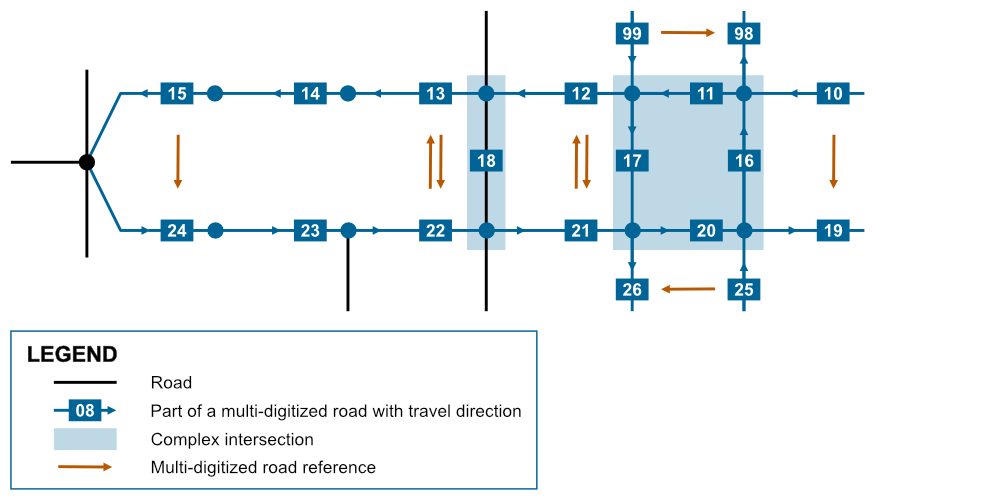 99 98
15 14 13 12 11 10
18 17 16
24 23 22 21 20 19
26 25
LEGEND
Road
08 Part of a multi-digitized road with travel direction
Complex intersection
Multi-digitized road reference